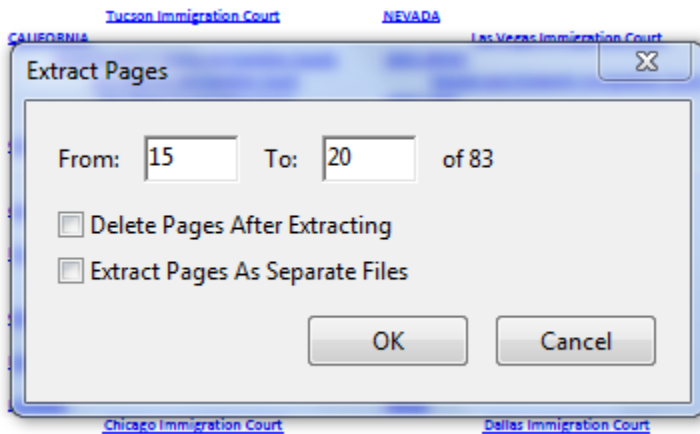 Tucson Immigration Court NEVADA
CALIFORNIA Las Vegas Immigration Court
Extract Pages
From: 15 To: 20 of 83
Delete Pages After Extracting
Extract Pages As Separate Files
OK Cancel
Chicago Immigration Court Dallas Immigration Court